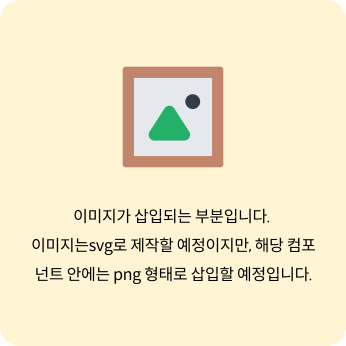 이미지가 삽입되는 부분입니다.
이미지는svg로 제작할 예정이지만, 해당 컴포
넌트 안에는 png 형태로 삽입할 예정입니다.